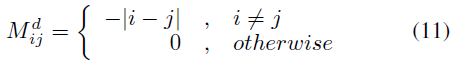 M^d_{ij} = { -|i - j| , i ≠ j (11)
0 , otherwise